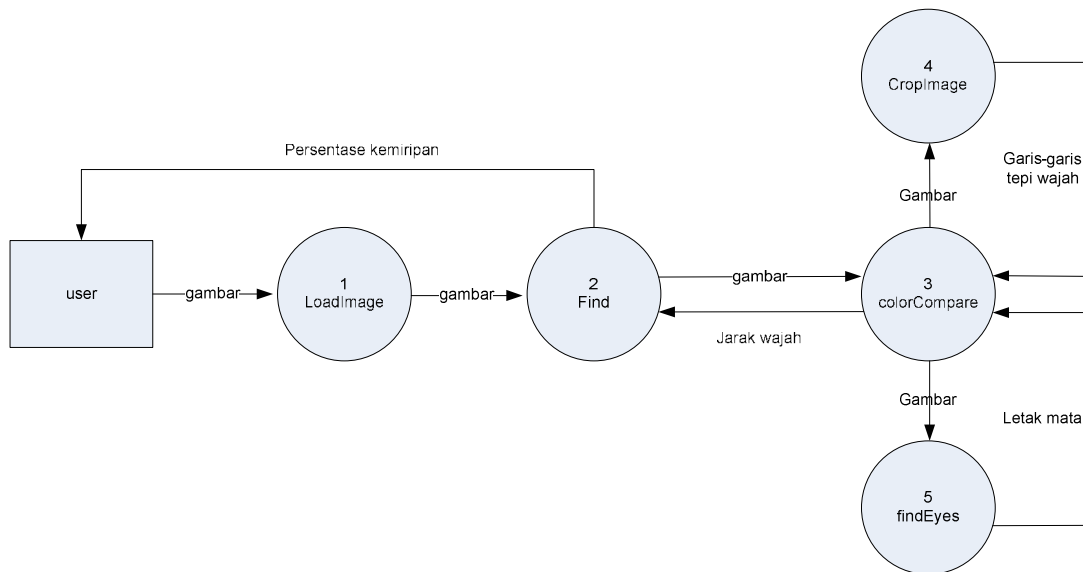 4
CropImage
Persentase kemiripan
Garis-garis
tepi wajah
Gambar
user
gambar
1
LoadImage
gambar
2
Find
gambar
3
colorCompare
Jarak wajah
Gambar
Letak mata
5
findEyes